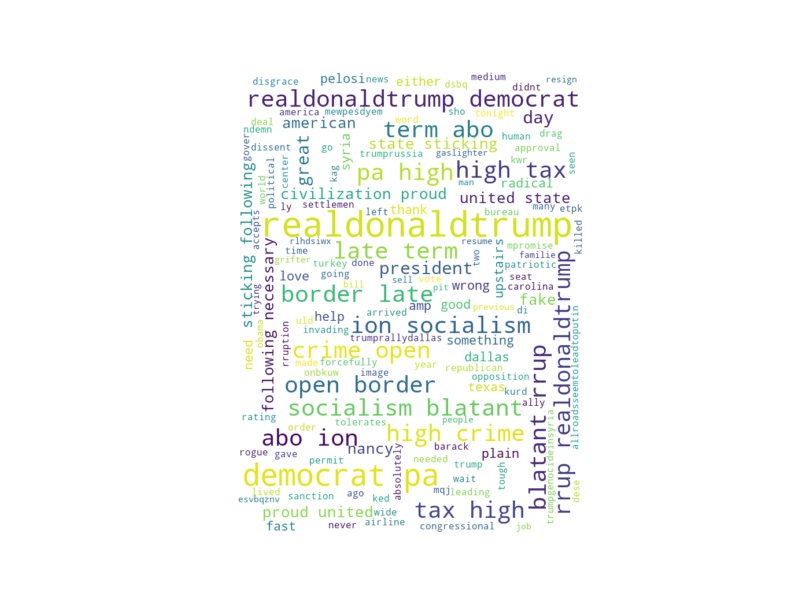 disgrace pelosi news either dsbq medium didnt resign
realdonaldtrump democrat
deal america mewpesdyem word sho tonight day
ndemn american term abo human drag
dissent great go syria state sticking approval
gover political center kag trumprussia gaslighter kwr seen
pa high high tax
world civilization proud man radical
ly settlemen left thank united state
bureau many etpk killed
sticking following accepts realdonaldtrump
rlhdsiwx resume mpromise
time late term two upstairs familie
grifter turkey done president patriotic
love going sell vote wrong seat
trying bill border late pit carolina
amp good previous fake
obama uld help arrived di
invading ion socialism
need following necessary rruption trumprallydallas something
crime open dallas
made forcefully year republican
onbkuw image opposition texas
open border kurd
socialism blatant ally
rating tolerates people
order abo ion high crime
rogue gave nancy barack plain
permit absolutely needed trump tough
democrat pa wait
lived sanction ago ked mqj leading
esvbqznv
proud united wide tax high
fast never airline congressional job
blatant rrup
rrup realdonaldtrump
trumpgenocideinsyria
allroadsseemtoleadtoputin
dese